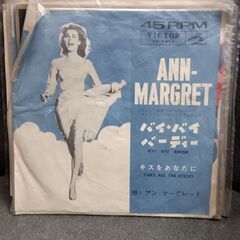 45 RPM
VICTOR
ANN-
MARGRET
バイ・バイ
バーディー
BYE BYE BIRDIE
キスをあなたに
TAKE ALL THE KISSES
唄：アン・マーグレット